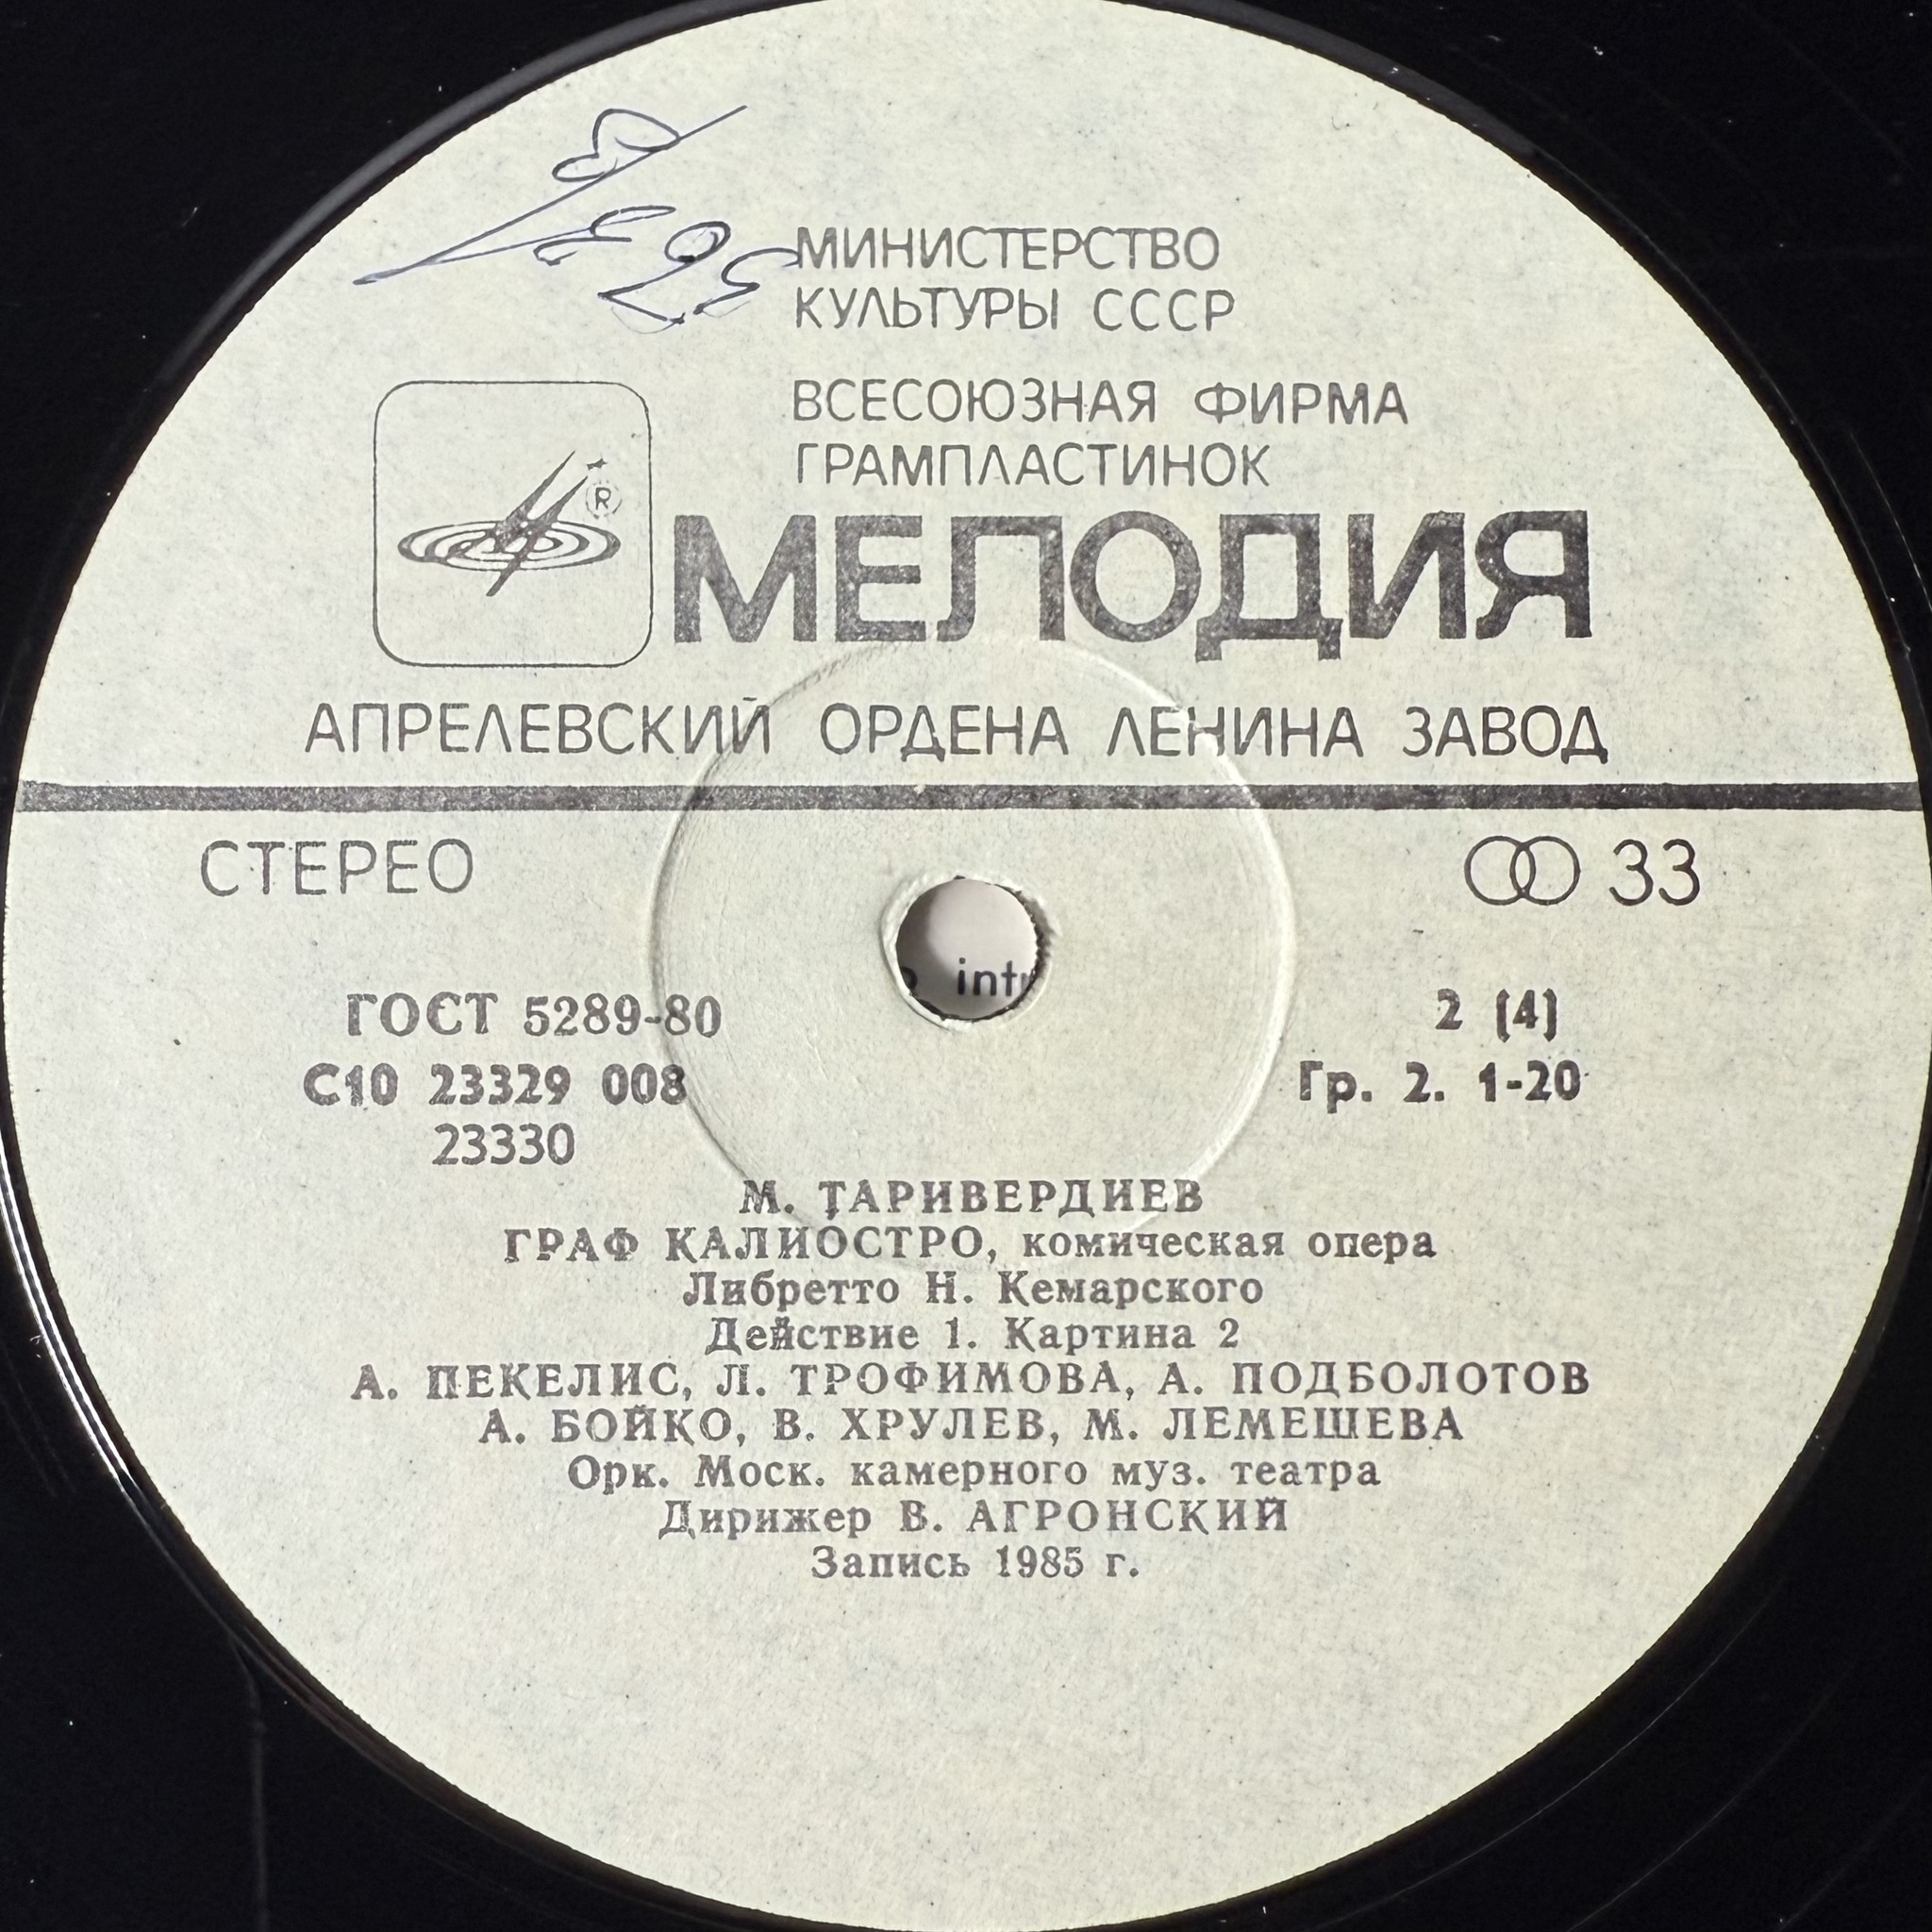 МИНИСТЕРСТВО
КУЛЬТУРЫ СССР
ВСЕСОЮЗНАЯ ФИРМА
ГРАМПЛАСТИНОК
®
МЕЛОДИЯ
АПРЕЛЕВСКИЙ ОРДЕНА ЛЕНИНА ЗАВОД
СТЕРЕО
33
ГОСТ 5289-80
2 (4)
С10 23329 008
Гр. 2. 1-20
23330
М. ТАРИВЕРДИЕВ
ГРАФ КАЛИОСТРО, комическая опера
Либретто Н. Кемарского
Действие 1. Картина 2
А. ПЕКЕЛИС, Л. ТРОФИМОВА, А. ПОДБОЛОТОВ
А. БОЙКО, В. ХРУЛЕВ, М. ЛЕМЕШЕВА
Орк. Моск. камерного муз. театра
Дирижер В. АГРОНСКИЙ
Запись 1985 г.